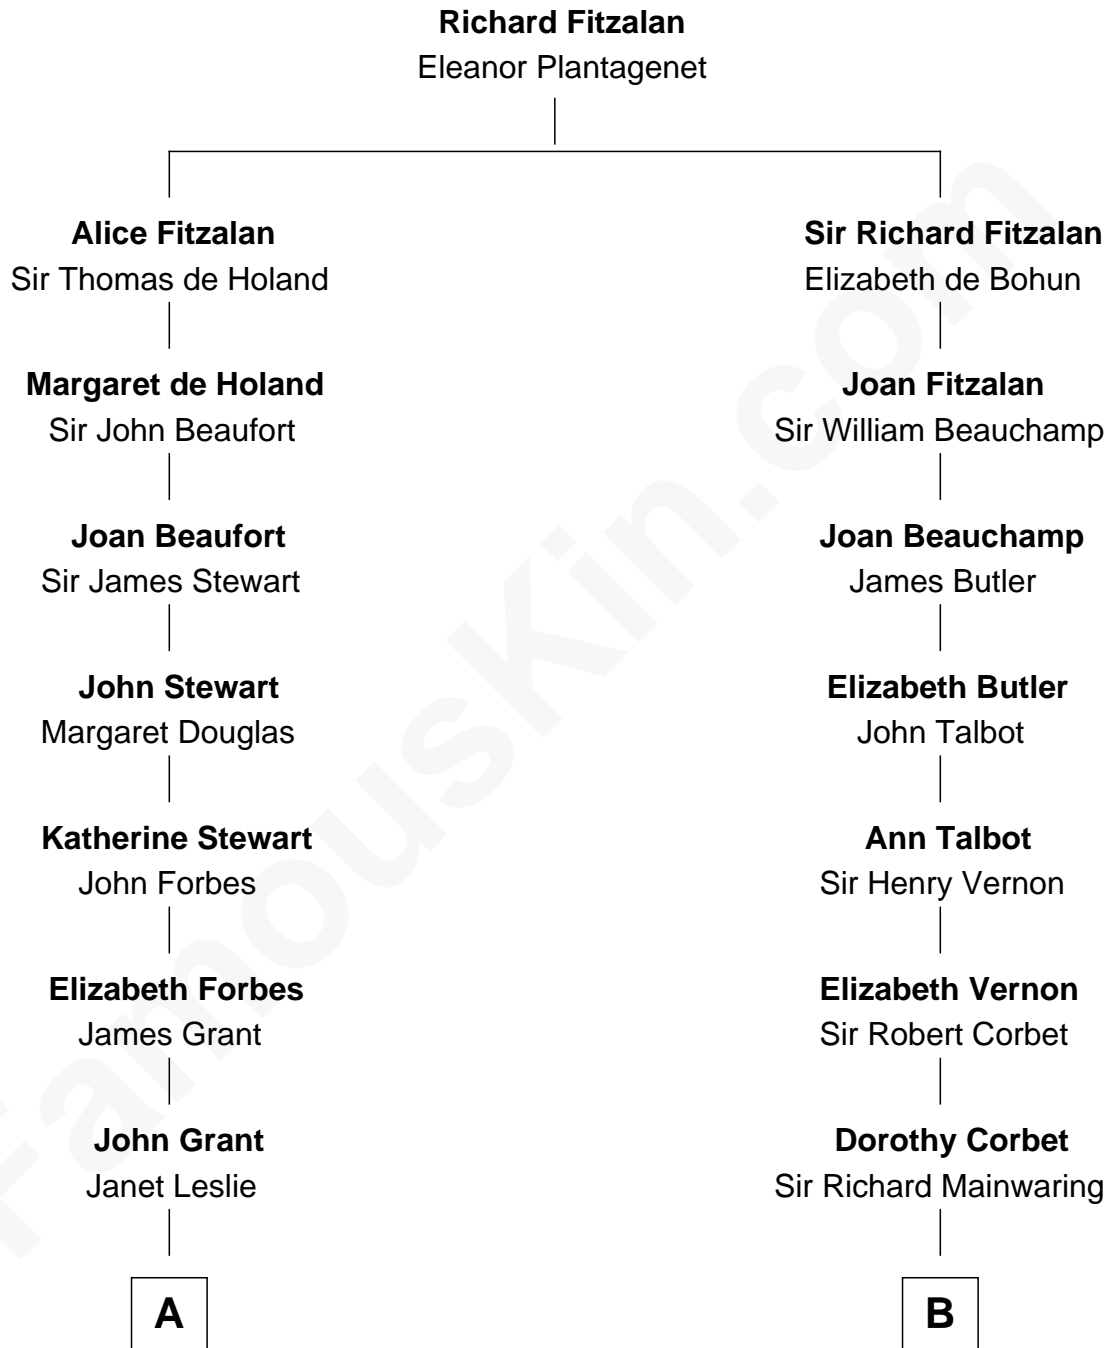 Richard Fitzalan
Eleanor Plantagenet
Alice Fitzalan
Sir Thomas de Holand
Sir Richard Fitzalan
Elizabeth de Bohun
Margaret de Holand
Sir John Beaufort
Joan Fitzalan
Sir William Beauchamp
Joan Beaufort
Sir James Stewart
Joan Beauchamp
James Butler
John Stewart
Margaret Douglas
Elizabeth Butler
John Talbot
Katherine Stewart
John Forbes
Ann Talbot
Sir Henry Vernon
Elizabeth Forbes
James Grant
Elizabeth Vernon
Sir Robert Corbet
John Grant
Janet Leslie
Dorothy Corbet
Sir Richard Mainwaring
A
B
FamousKin.com